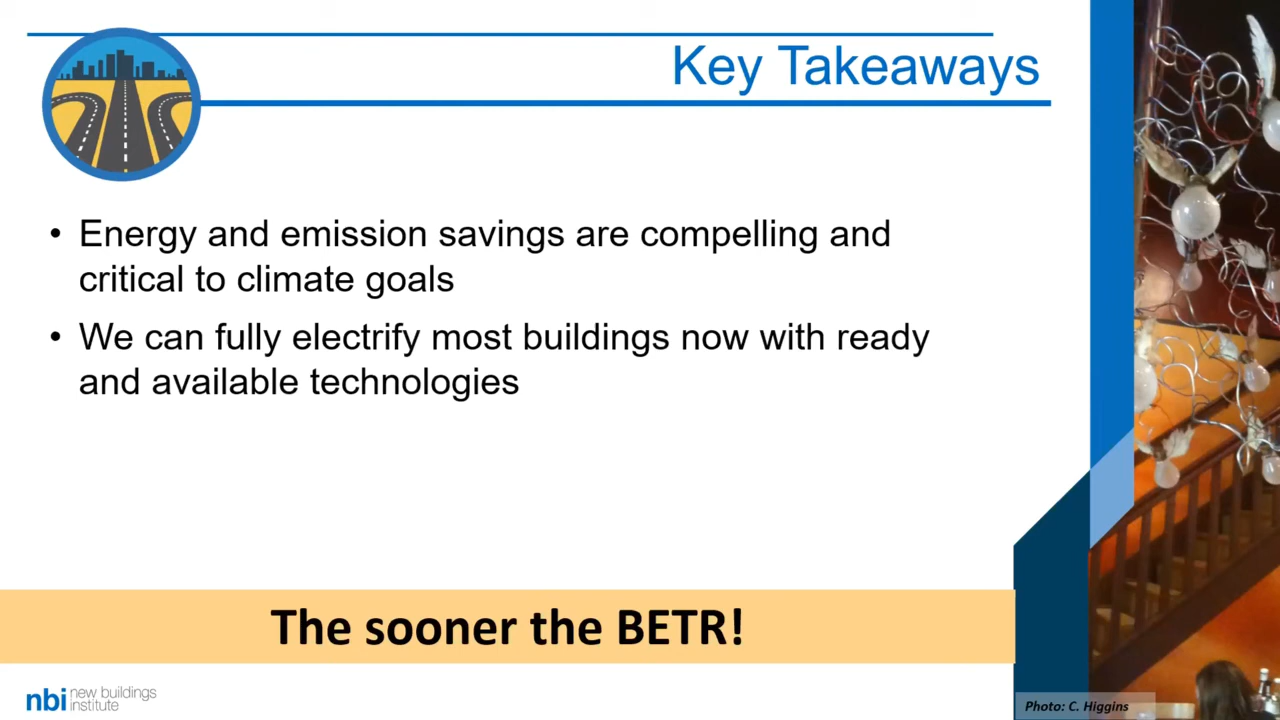 Key Takeaways
• Energy and emission savings are compelling and
critical to climate goals
• We can fully electrify most buildings now with ready
and available technologies
The sooner the BETR!
nbi new buildings
institute
Photo: C. Higgins